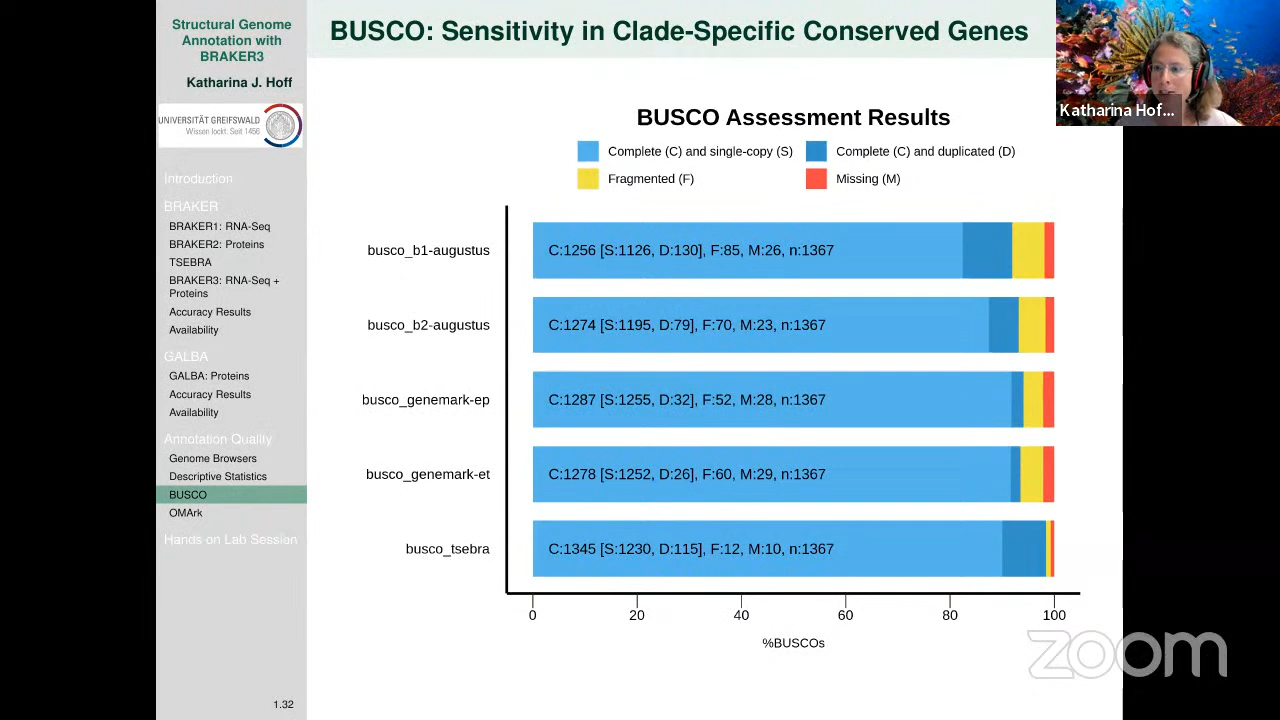 Structural Genome
Annotation with
BRAKER3
Katharina J. Hoff
UNIVERSITÄT GREIFSWALD
Wissen lockt. Seit 1456
Introduction
BRAKER
BRAKER1: RNA-Seq
BRAKER2: Proteins
TSEBRA
BRAKER3: RNA-Seq +
Proteins
Accuracy Results
Availability
GALBA
GALBA: Proteins
Accuracy Results
Availability
Annotation Quality
Genome Browsers
Descriptive Statistics
BUSCO
OMArk
Hands on Lab Session
1.32
BUSCO: Sensitivity in Clade-Specific Conserved Genes
Katharina Hof...
BUSCO Assessment Results
Complete (C) and single-copy (S)
Complete (C) and duplicated (D)
Fragmented (F)
Missing (M)
busco_b1-augustus
C:1256 [S:1126, D:130], F:85, M:26, n:1367
busco_b2-augustus
C:1274 [S:1195, D:79], F:70, M:23, n:1367
busco_genemark-ep
C:1287 [S:1255, D:32], F:52, M:28, n:1367
busco_genemark-et
C:1278 [S:1252, D:26], F:60, M:29, n:1367
busco_tsebra
C:1345 [S:1230, D:115], F:12, M:10, n:1367
0 20 40 60 80 100
%BUSCOs
zoom